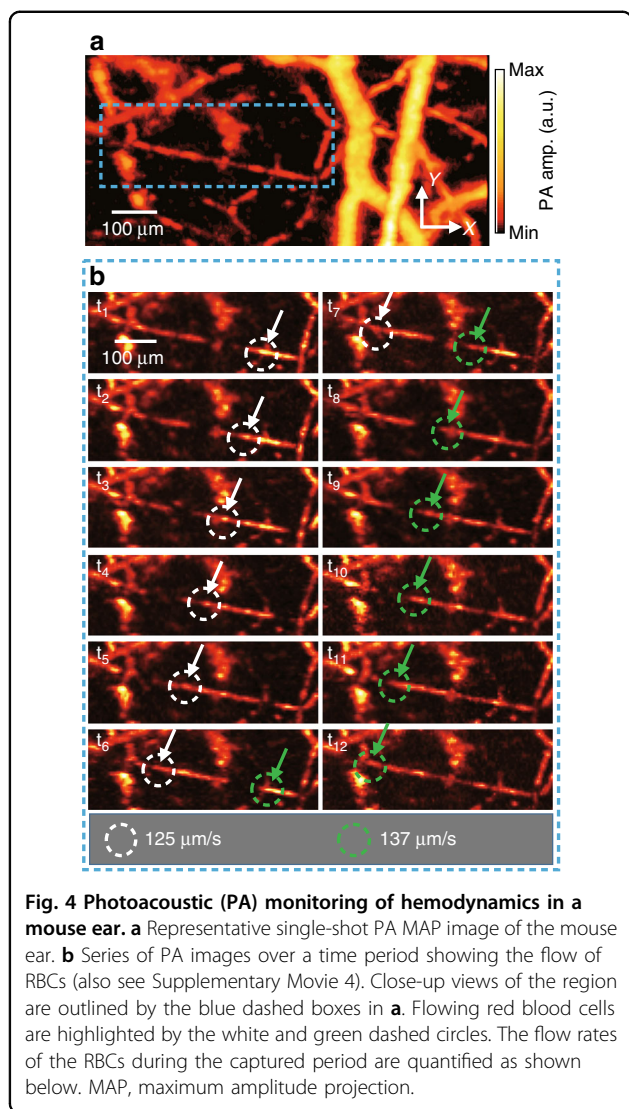 a
Max
PA amp. (a.u.)
Min
100 µm
Y
X
b
t1
100 µm
t2
t3
t4
t5
t6
t7
t8
t9
t10
t11
t12
125 µm/s
137 µm/s
Fig. 4 Photoacoustic (PA) monitoring of hemodynamics in a
mouse ear. a Representative single-shot PA MAP image of the mouse
ear. b Series of PA images over a time period showing the flow of
RBCs (also see Supplementary Movie 4). Close-up views of the region
are outlined by the blue dashed boxes in a. Flowing red blood cells
are highlighted by the white and green dashed circles. The flow rates
of the RBCs during the captured period are quantified as shown
below. MAP, maximum amplitude projection.